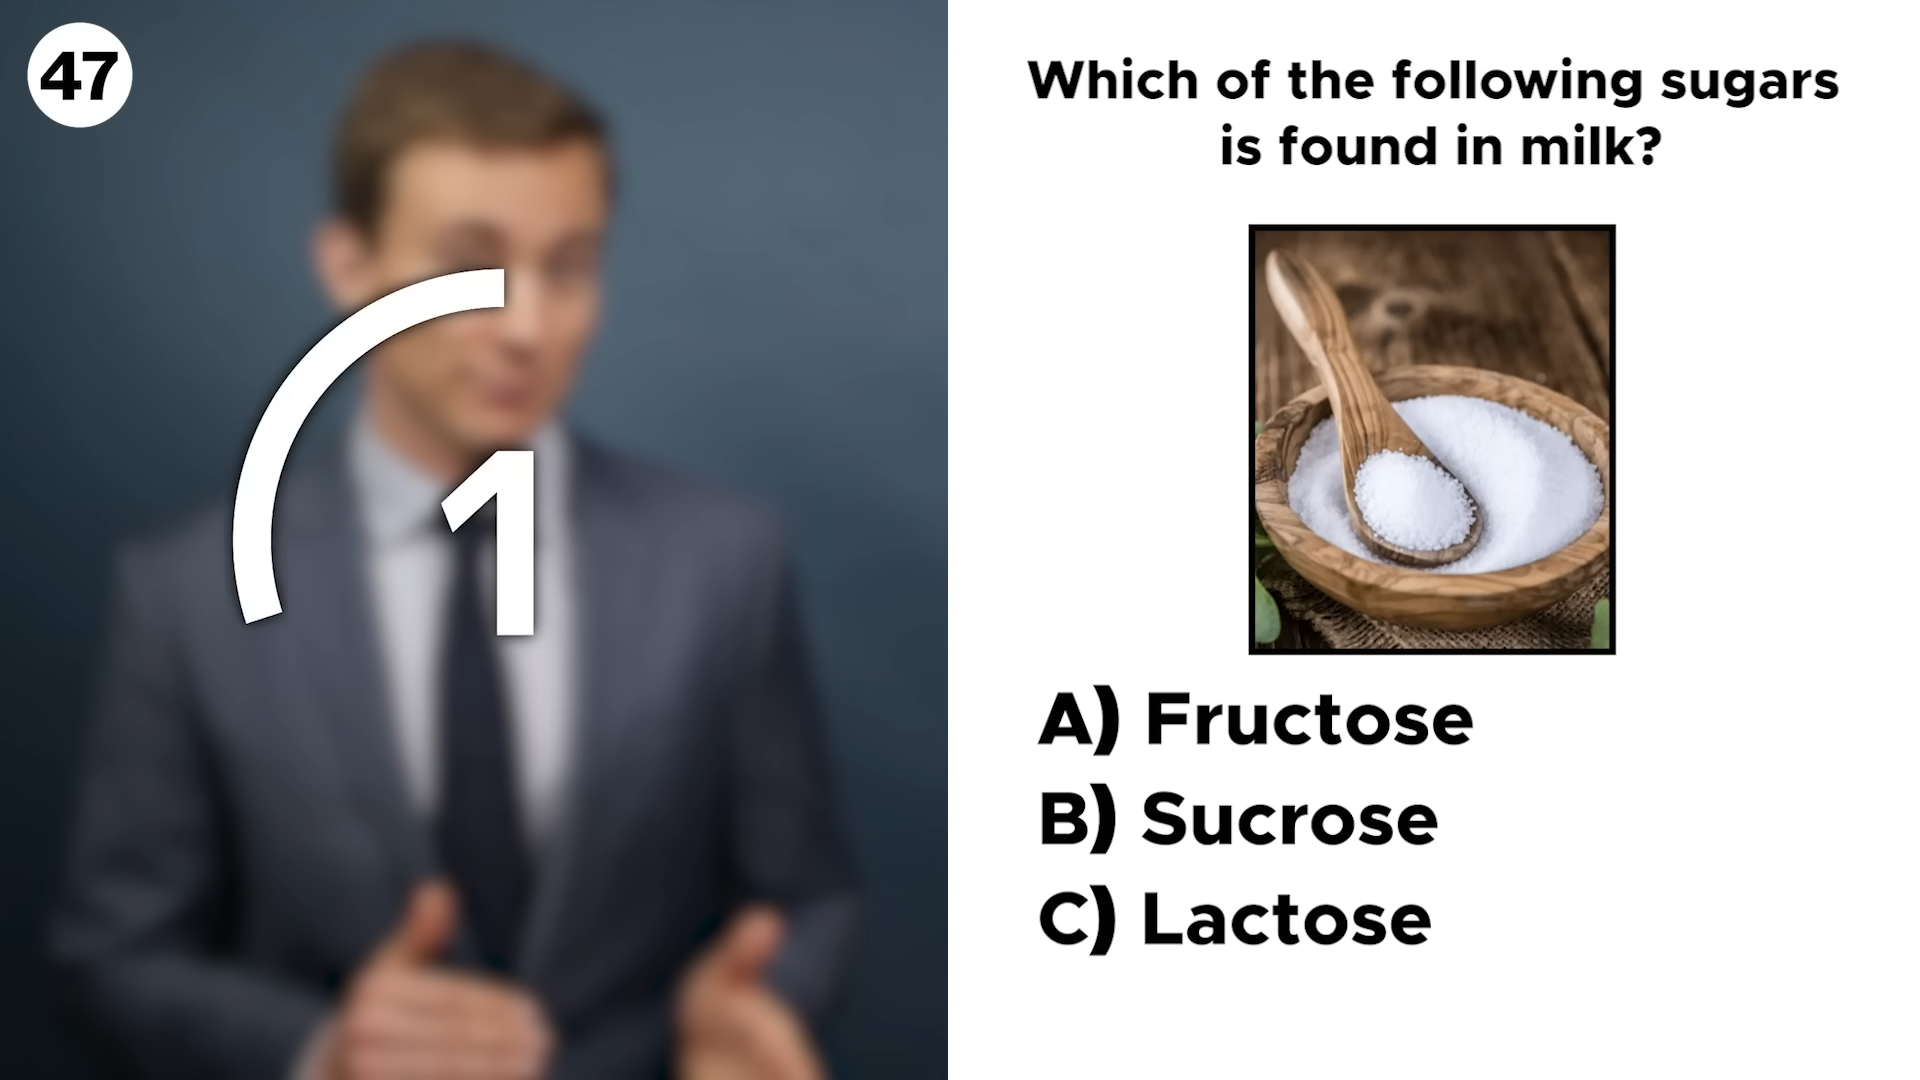 47
1
Which of the following sugars
is found in milk?
A) Fructose
B) Sucrose
C) Lactose